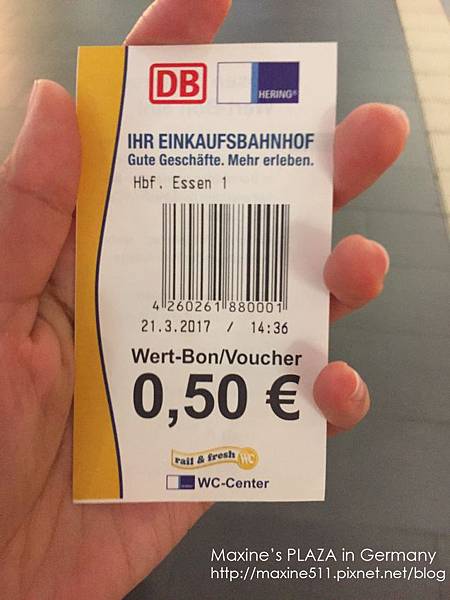 DB HERING®
IHR EINKAUFSBAHNHOF
Gute Geschäfte. Mehr erleben.
Hbf. Essen 1
4 260261 880001
21.3.2017 / 14:36
Wert-Bon/Voucher
0,50 €
rail & fresh WC
WC-Center
Maxine's PLAZA in Germany
http://maxine511.pixnet.net/blog